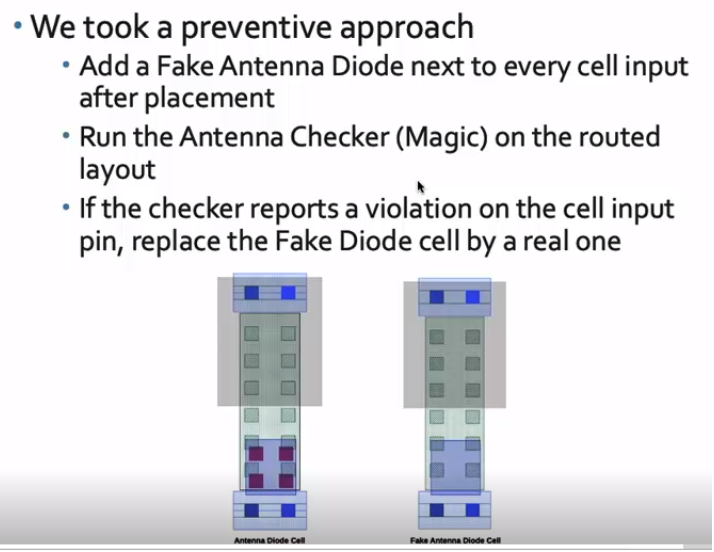 • We took a preventive approach
• Add a Fake Antenna Diode next to every cell input
after placement
• Run the Antenna Checker (Magic) on the routed
layout
• If the checker reports a violation on the cell input
pin, replace the Fake Diode cell by a real one
Antenna Diode Cell
Fake Antenna Diode Cell